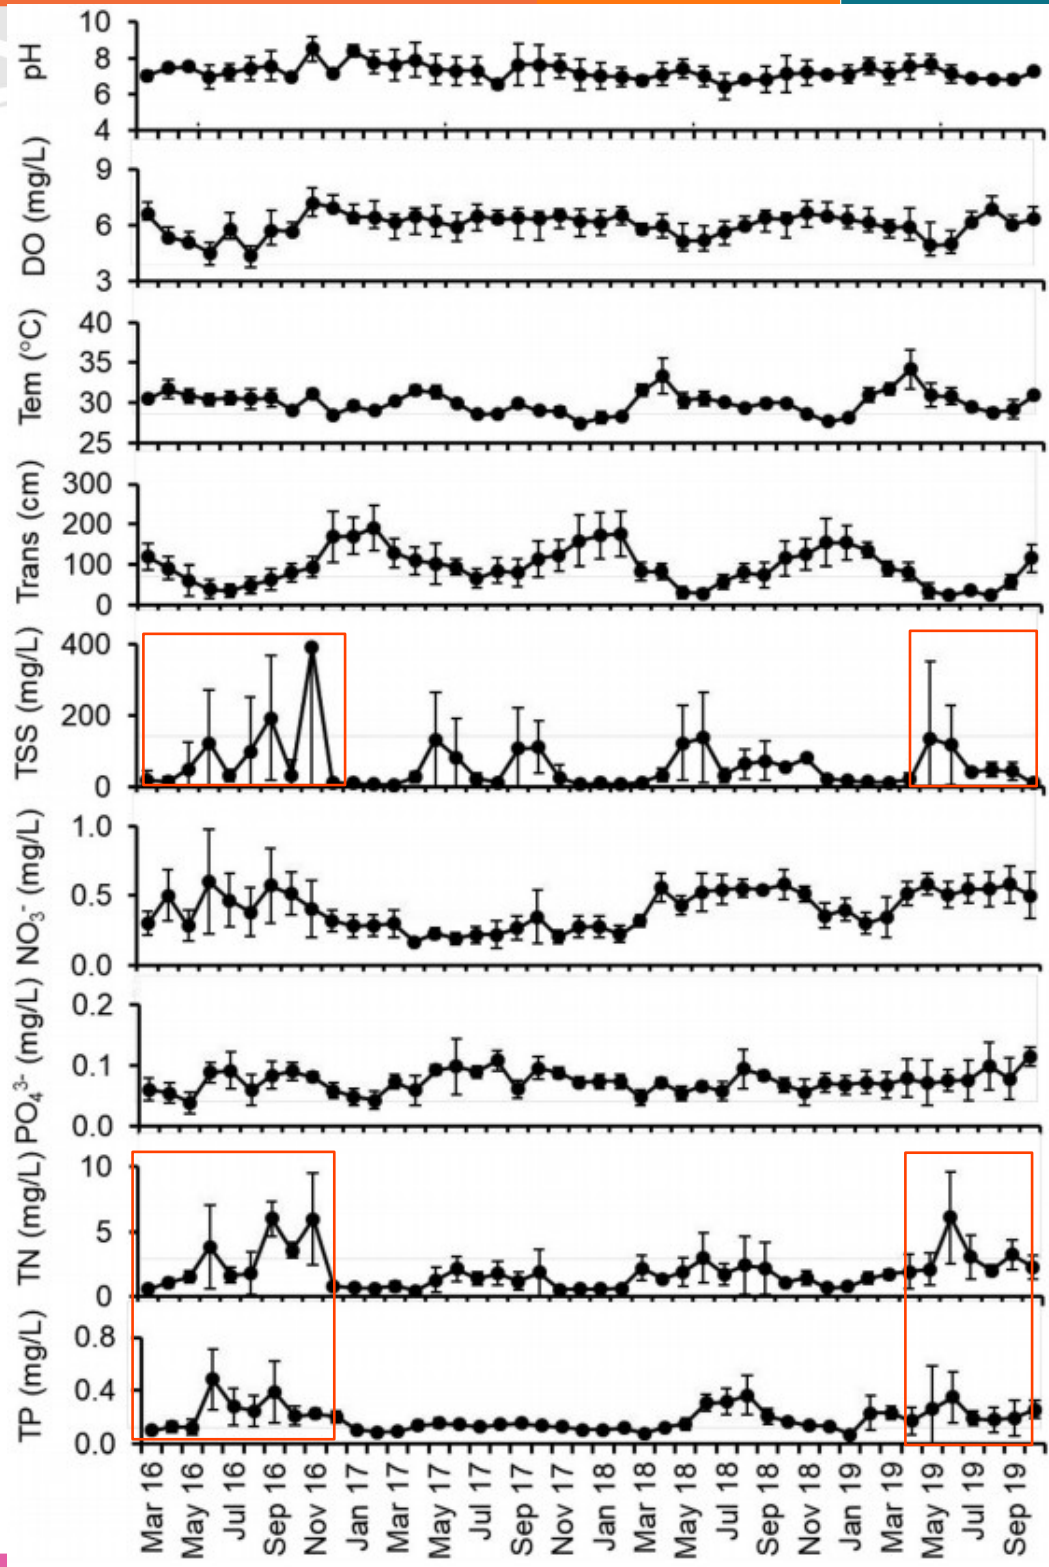 pH
10
8
6
4
DO (mg/L)
9
6
3
Tem (°C)
40
35
30
25
Trans (cm)
300
200
100
0
TSS (mg/L)
400
200
0
NO₃⁻ (mg/L)
1.0
0.5
0.0
PO₄³⁻ (mg/L)
0.2
0.1
0.0
TN (mg/L)
10
5
0
TP (mg/L)
0.8
0.4
0.0
Mar 16
May 16
Jul 16
Sep 16
Nov 16
Jan 17
Mar 17
May 17
Jul 17
Sep 17
Nov 17
Jan 18
Mar 18
May 18
Jul 18
Sep 18
Nov 18
Jan 19
Mar 19
May 19
Jul 19
Sep 19